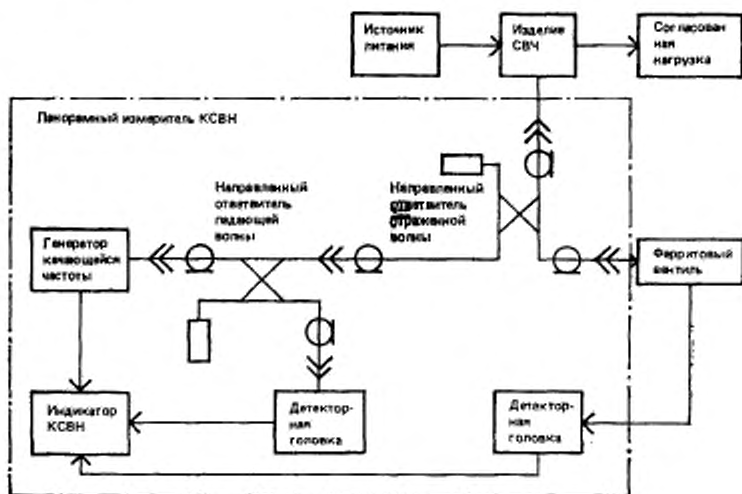 Источник
питания
Изделие
СВЧ
Согласован
ная
нагрузка
Панорамный измеритель КСВН
Направленный
ответвитель
падающей
волны
Направленный
ответвитель
отраженной
волны
Генератор
качающейся
частоты
Ферритовый
вентиль
Индикатор
КСВН
Детектор-
ная
головка
Детектор-
ная
головка